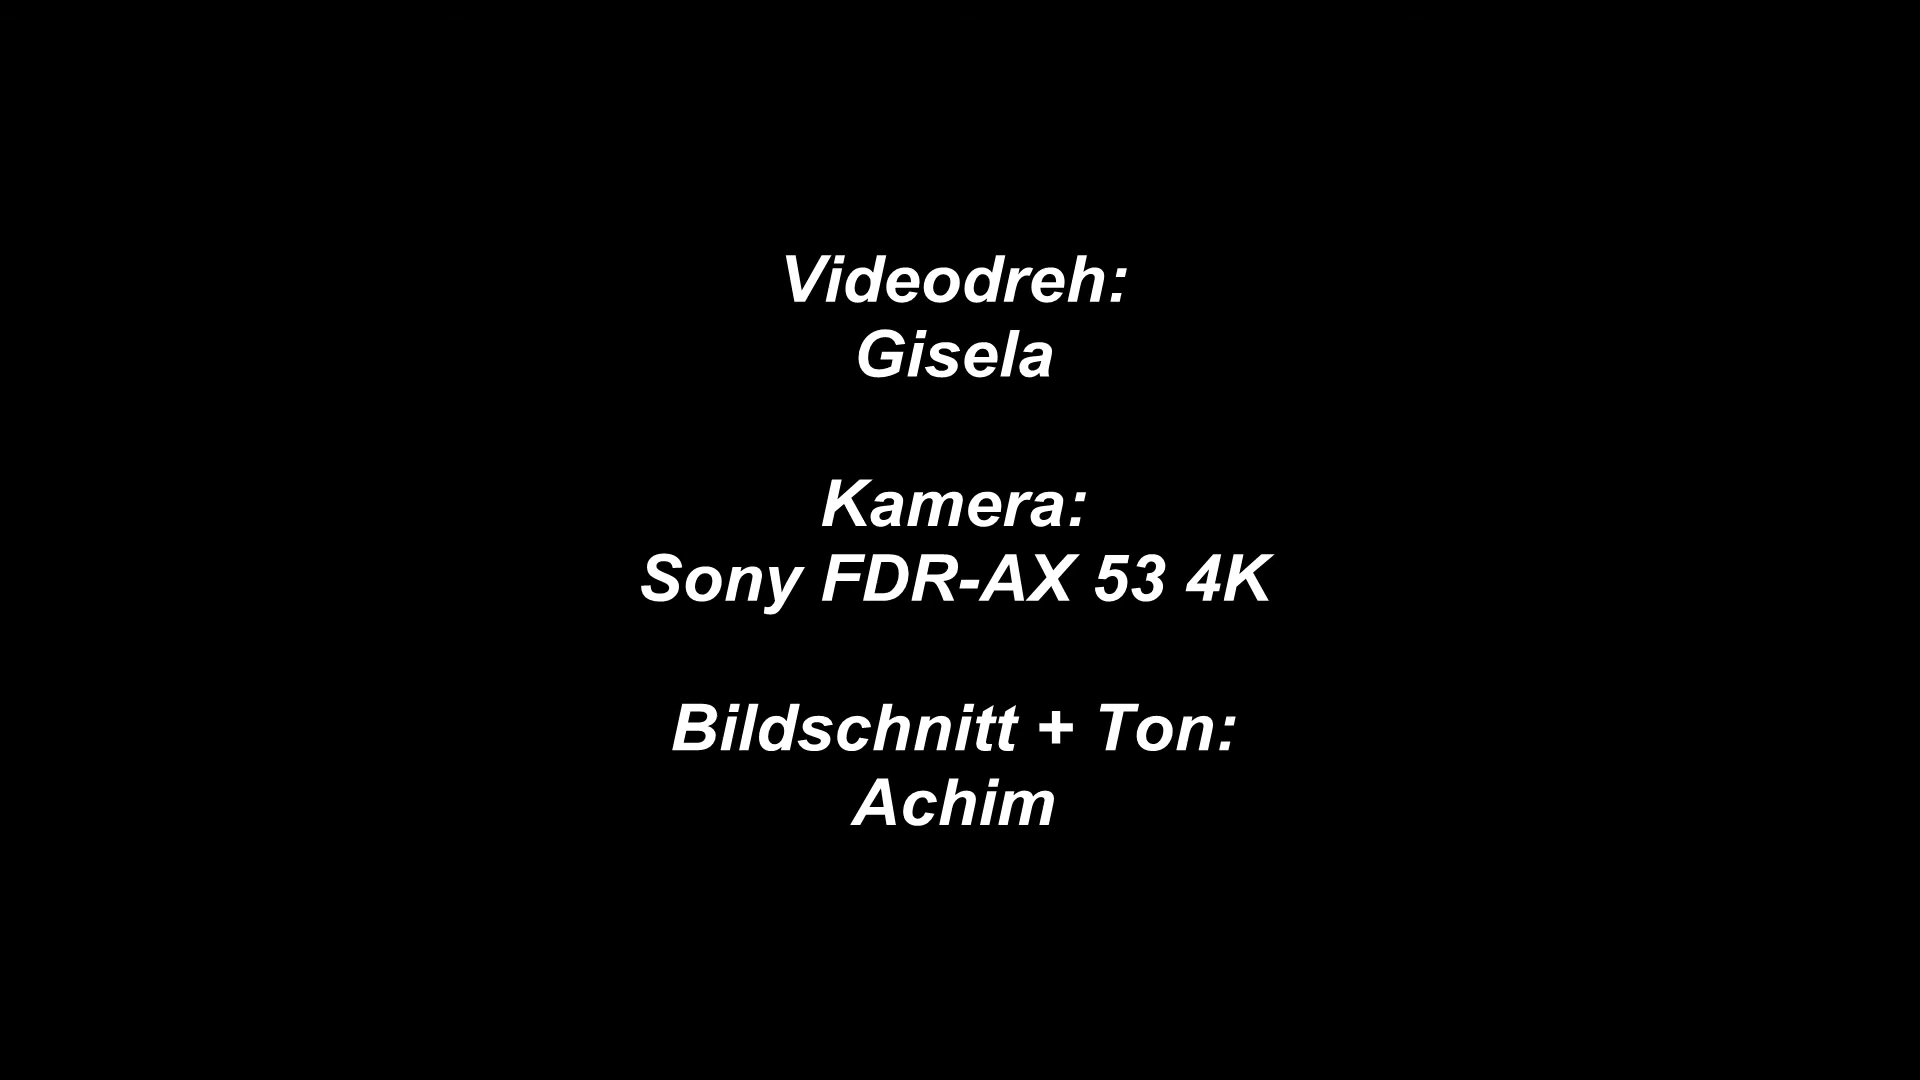 Videodreh:
Gisela
Kamera:
Sony FDR-AX 53 4K
Bildschnitt + Ton:
Achim